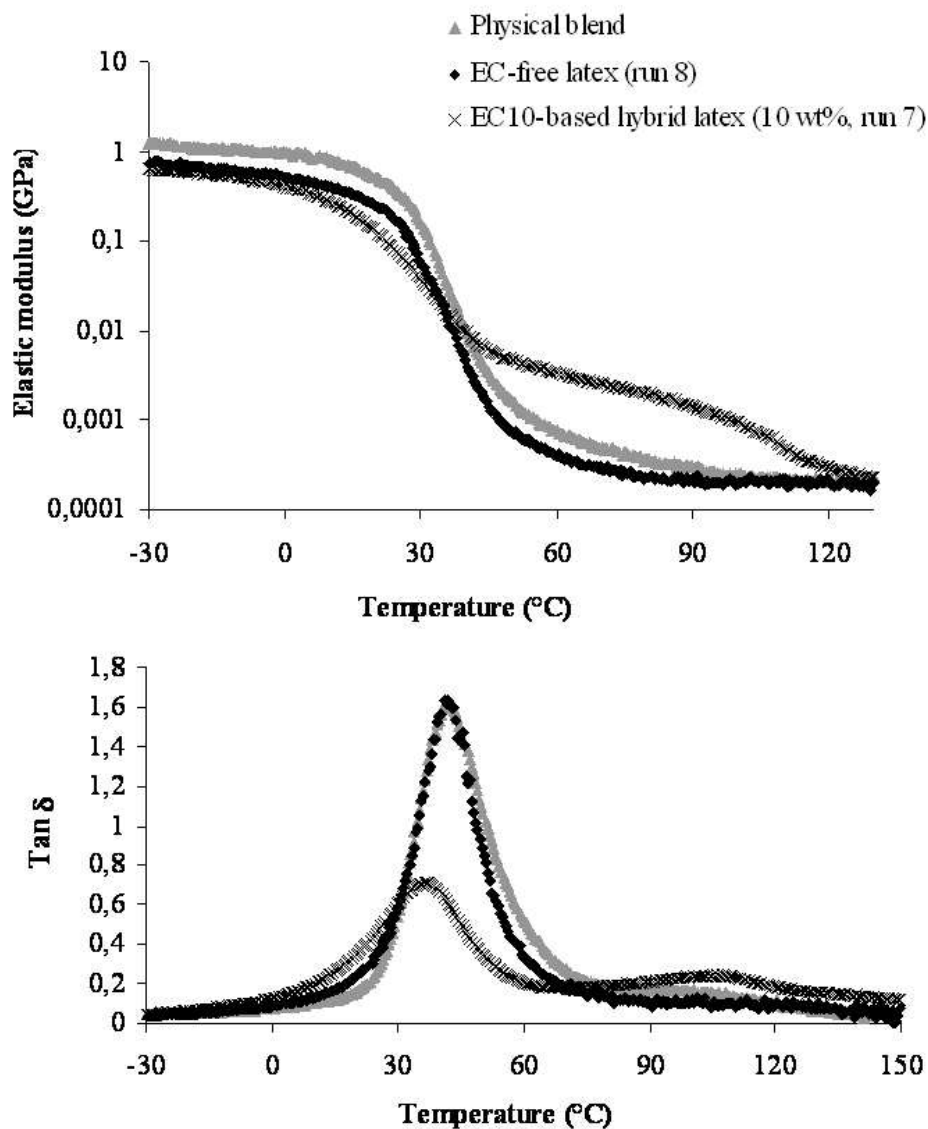 Physical blend
EC-free latex (run 8)
EC10-based hybrid latex (10 wt%, run 7)
10
1
0,1
0,01
0,001
0,0001
Elastic modulus (GPa)
-30 0 30 60 90 120
Temperature (°C)
1,8
1,6
1,4
1,2
1
0,8
0,6
0,4
0,2
0
Tan δ
-30 0 30 60 90 120 150
Temperature (°C)